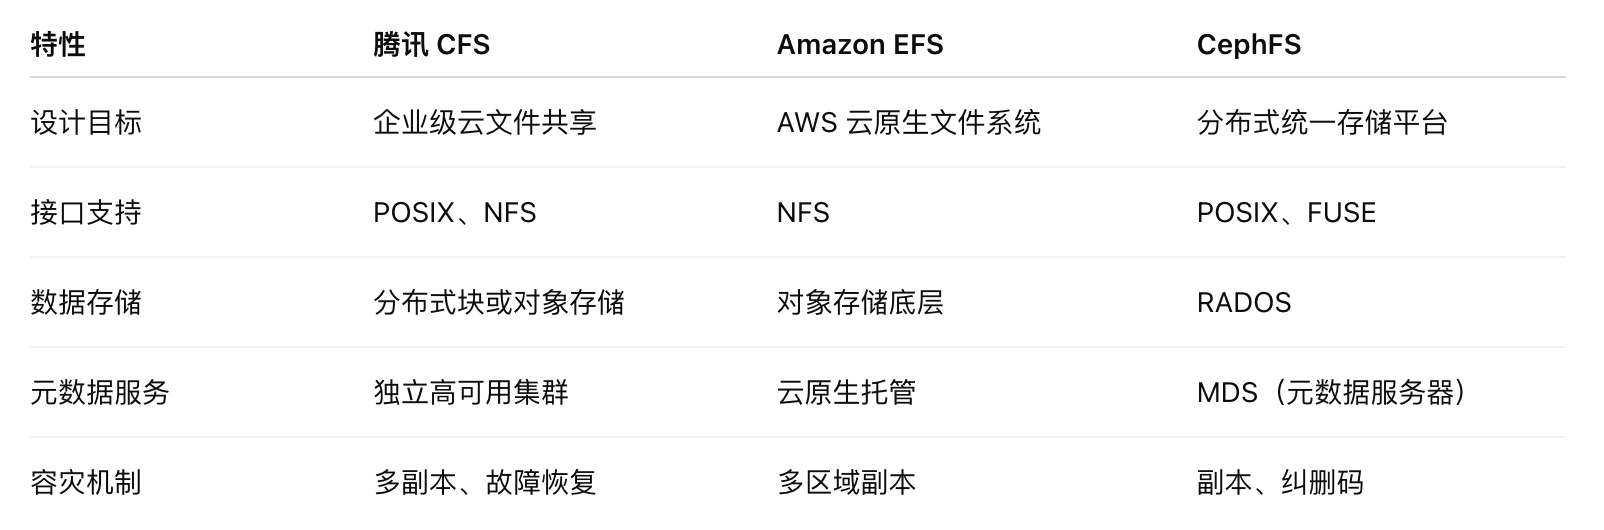 特性 腾讯 CFS Amazon EFS CephFS
设计目标 企业级云文件共享 AWS 云原生文件系统 分布式统一存储平台
接口支持 POSIX、NFS NFS POSIX、FUSE
数据存储 分布式块或对象存储 对象存储底层 RADOS
元数据服务 独立高可用集群 云原生托管 MDS（元数据服务器）
容灾机制 多副本、故障恢复 多区域副本 副本、纠删码